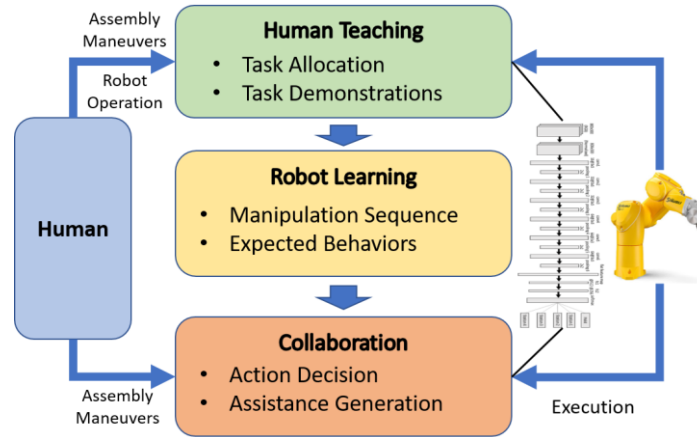 Assembly
Maneuvers
Robot
Operation
Human Teaching
• Task Allocation
• Task Demonstrations
Human
Robot Learning
• Manipulation Sequence
• Expected Behaviors
Collaboration
• Action Decision
• Assistance Generation
Assembly
Maneuvers
Execution